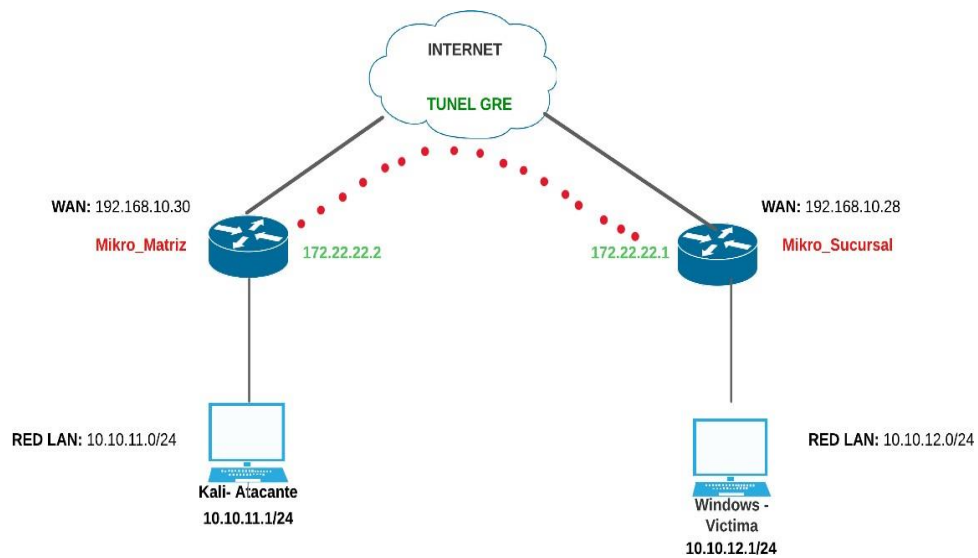 INTERNET
TUNEL GRE
WAN: 192.168.10.30
WAN: 192.168.10.28
Mikro_Matriz
172.22.22.2
172.22.22.1
Mikro_Sucursal
RED LAN: 10.10.11.0/24
RED LAN: 10.10.12.0/24
Kali- Atacante
10.10.11.1/24
Windows -
Victima
10.10.12.1/24